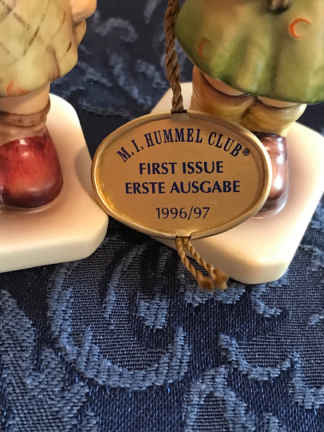 M. I. HUMMEL CLUB®
FIRST ISSUE
ERSTE AUSGABE
1996/97